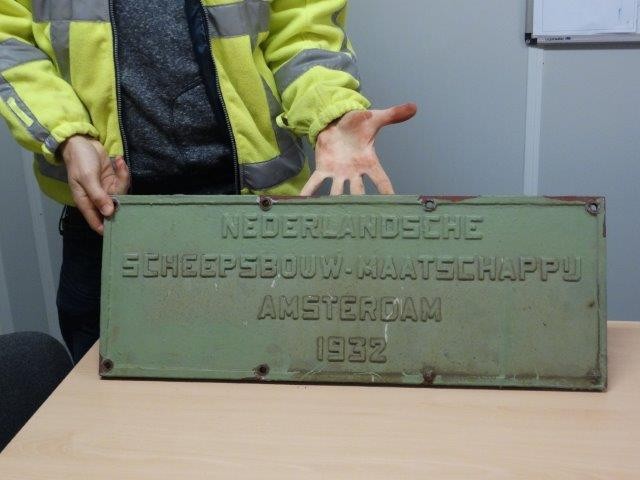 NEDERLANDSCHE
SCHEEPSBOUW-MAATSCHAPPIJ
AMSTERDAM
1932